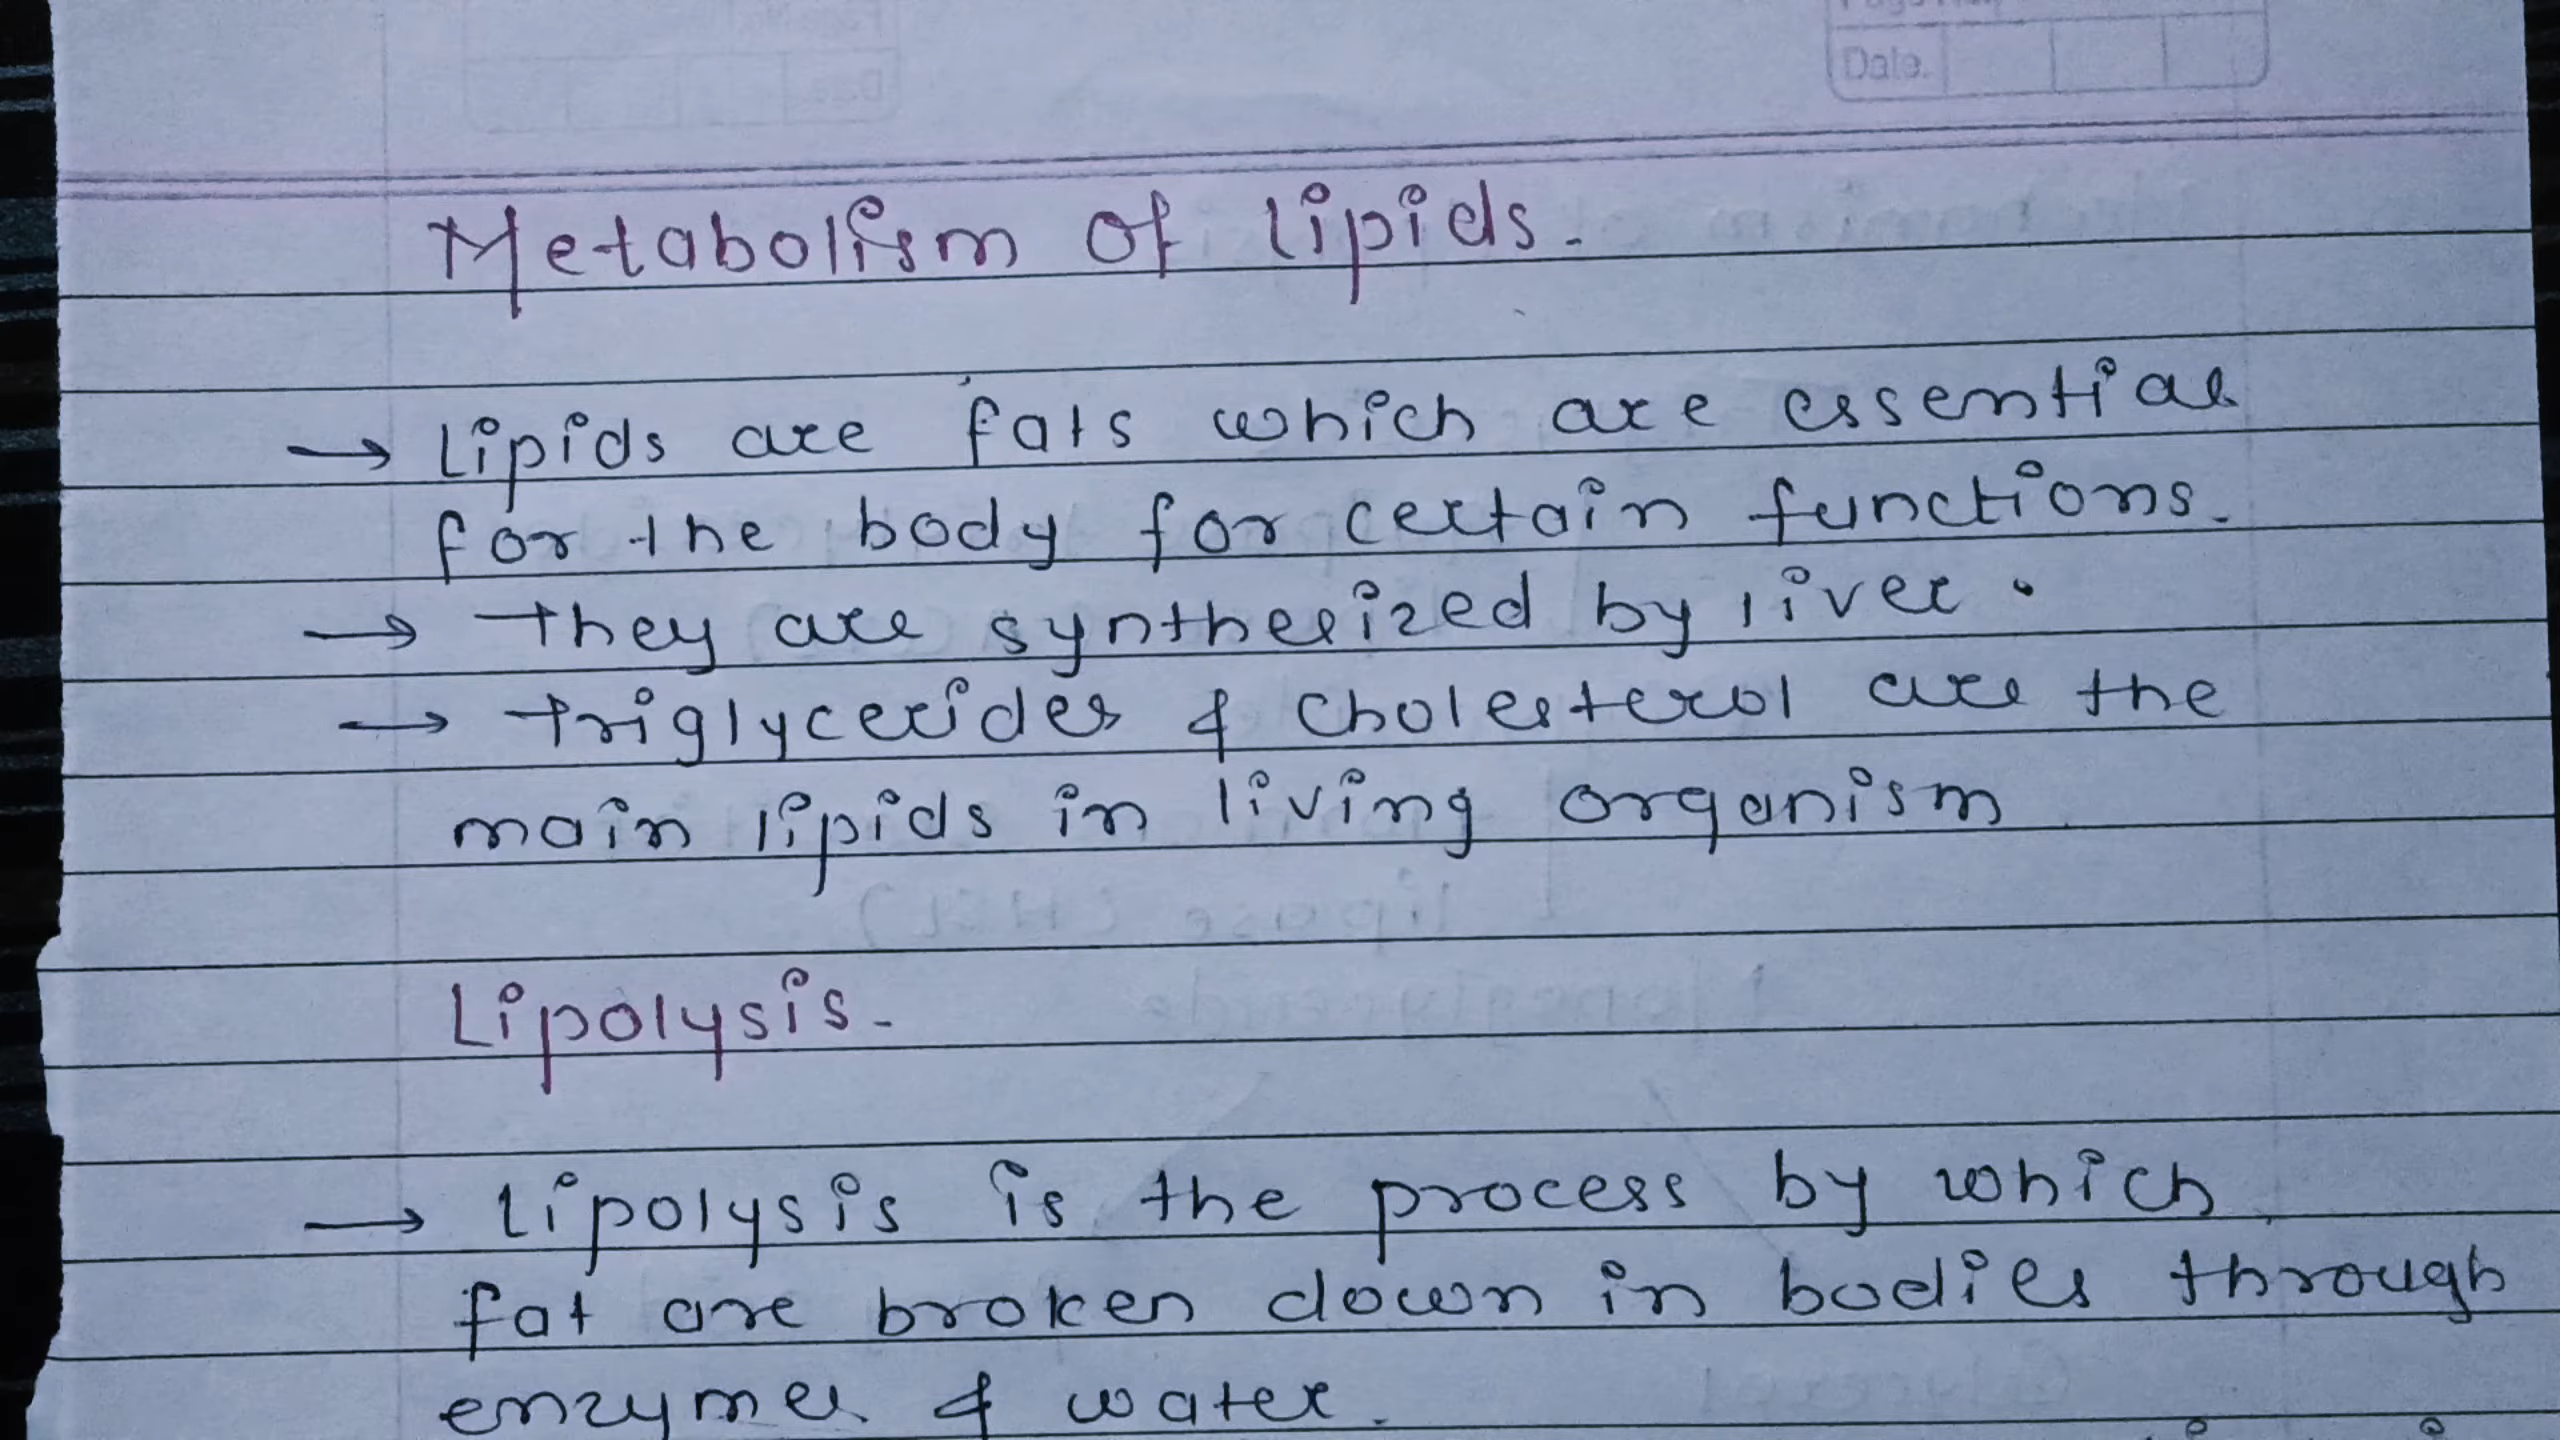 Date.
Metabolism of lipids.
→ Lipids are fats which are essential
for the body for certain functions.
→ they are synthesized by liver.
→ triglycerides & cholesterol are the
main lipids in living organism
Lipolysis.
→ Lipolysis is the process by which
fat are broken down in bodies through
enzymes & water.